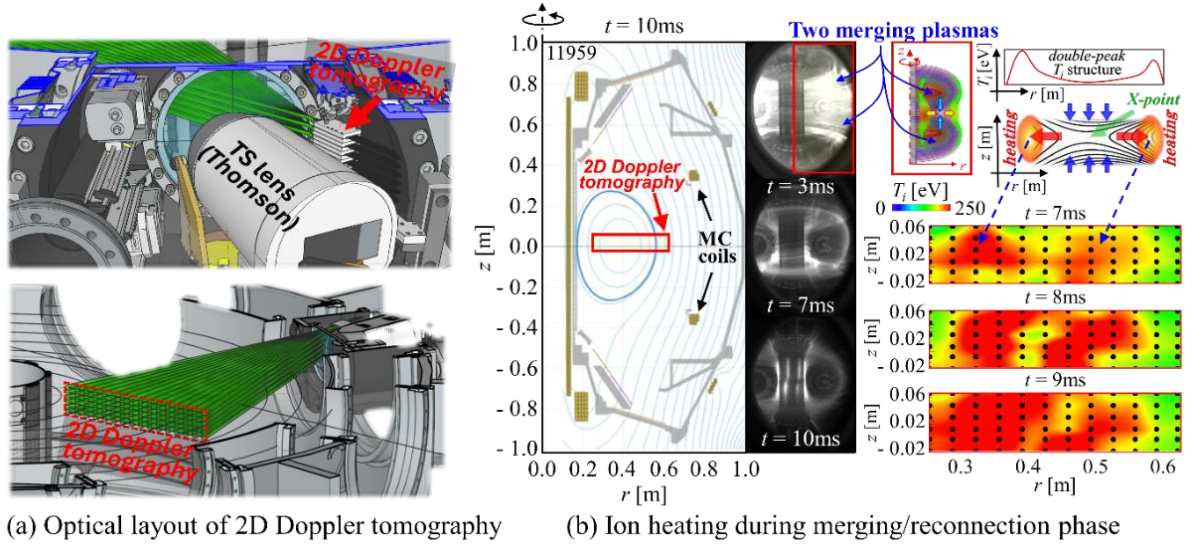 2D Doppler
tomography
TS lens
(Thomson)
2D Doppler
tomography
(a) Optical layout of 2D Doppler tomography
(b)
t = 10ms
11959
1.0
0.8
0.6
0.4
0.2
0.0
- 0.2
- 0.4
- 0.6
- 0.8
- 1.0
z [m]
0.0
0.2
0.4
0.6
0.8
1.0
r [m]
2D Doppler
tomography
MC
coils
Two merging plasmas
t = 3ms
t = 7ms
t = 10ms
z
r
double-peak
Ti structure
Ti [eV]
r [m]
X-point
heating
heating
z [m]
r [m]
Ti [eV]
0
250
t = 7ms
0.06
0.02
- 0.02
z [m]
t = 8ms
0.06
0.02
- 0.02
z [m]
t = 9ms
0.06
0.02
- 0.02
z [m]
0.3
0.4
0.5
0.6
r [m]
(b) Ion heating during merging/reconnection phase